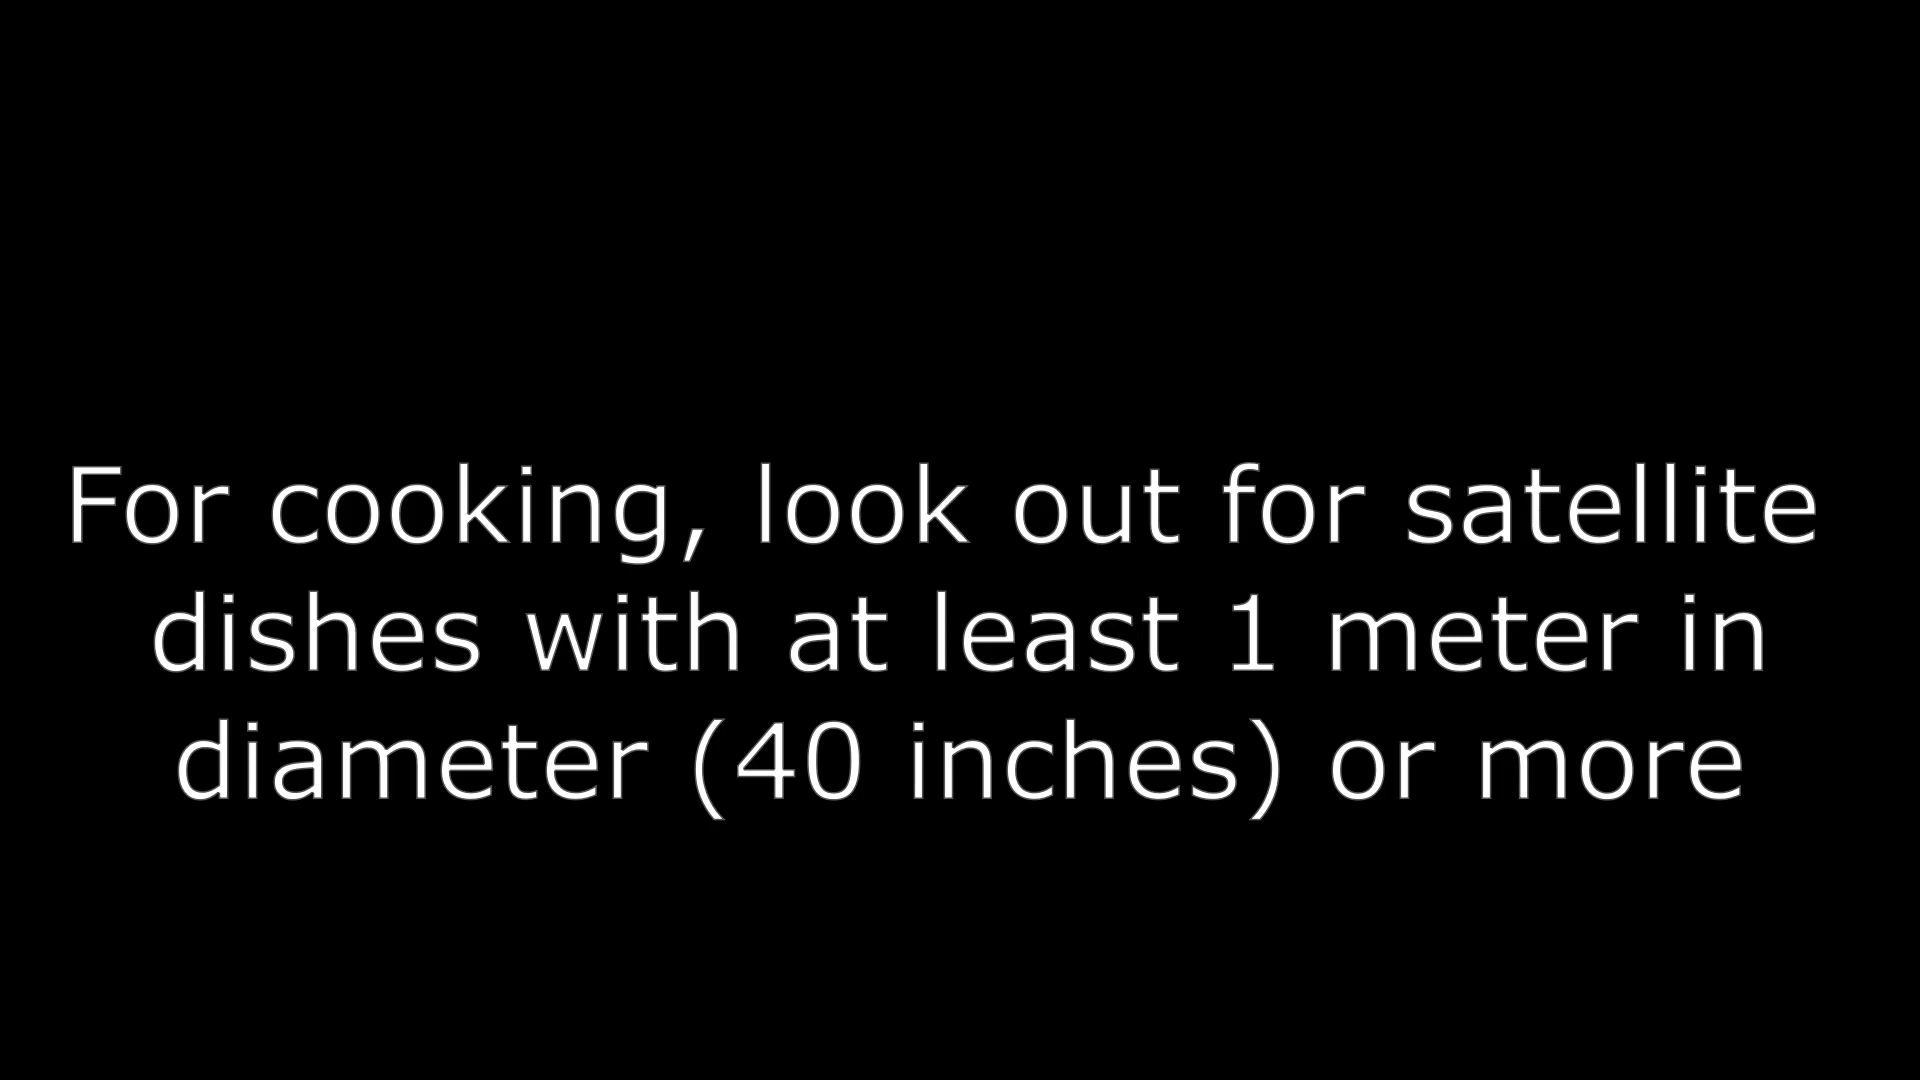 For cooking, look out for satellite
dishes with at least 1 meter in
diameter (40 inches) or more